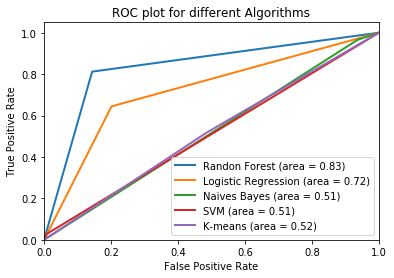 ROC plot for different Algorithms
True Positive Rate
1.0
0.8
0.6
0.4
0.2
0.0
Randon Forest (area = 0.83)
Logistic Regression (area = 0.72)
Naives Bayes (area = 0.51)
SVM (area = 0.51)
K-means (area = 0.52)
0.0 0.2 0.4 0.6 0.8 1.0
False Positive Rate